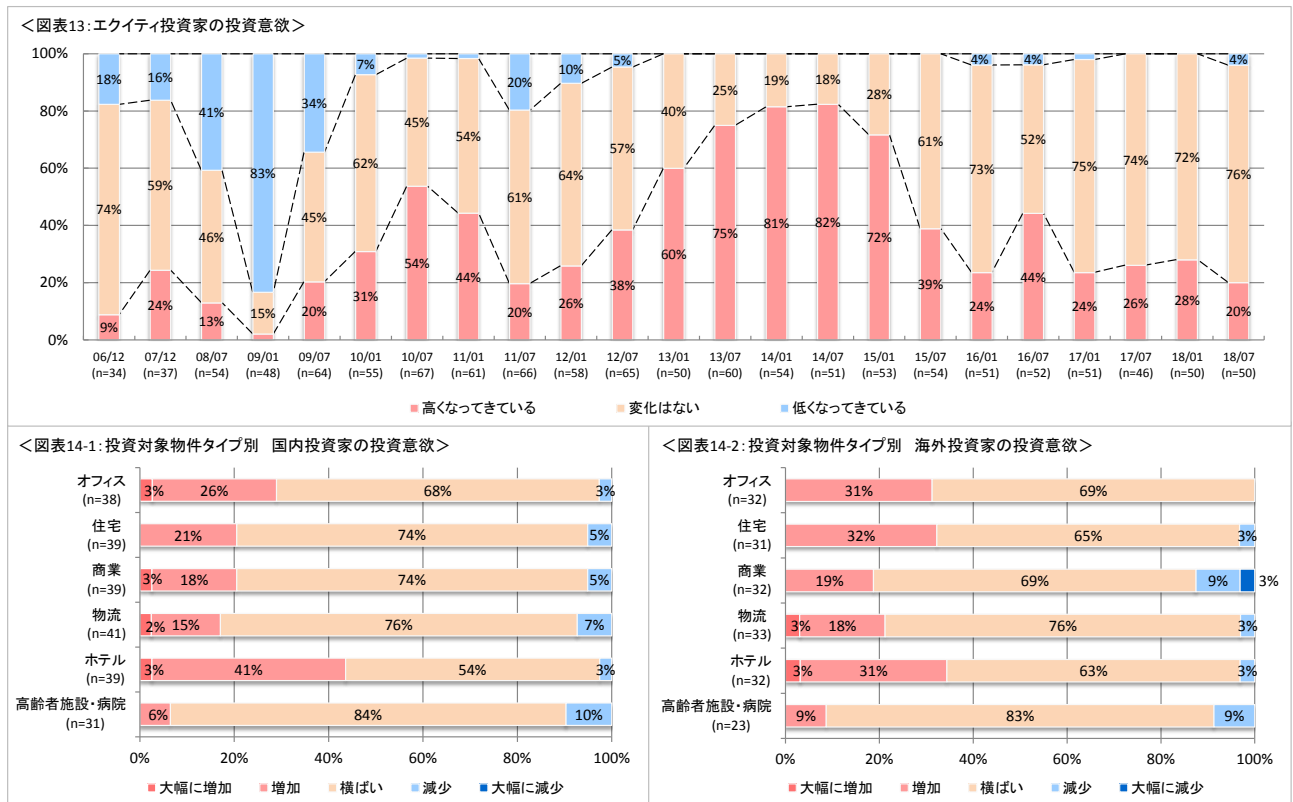 ＜図表13：エクイティ投資家の投資意欲＞
100%
80%
60%
40%
20%
0%
18% 16% 41% 83% 34% 7% 20% 10% 5% 4% 4% 4%
74% 59% 46% 15% 45% 62% 45% 54% 61% 64% 57% 40% 25% 19% 18% 28% 61% 73% 52% 75% 74% 72% 76%
9% 24% 13% 20% 31% 54% 44% 20% 26% 38% 60% 75% 81% 82% 72% 39% 24% 44% 24% 26% 28% 20%
06/12 07/12 08/07 09/01 09/07 10/01 10/07 11/01 11/07 12/01 12/07 13/01 13/07 14/01 14/07 15/01 15/07 16/01 16/07 17/01 17/07 18/01 18/07
(n=34) (n=37) (n=54) (n=48) (n=64) (n=55) (n=67) (n=61) (n=66) (n=58) (n=65) (n=50) (n=60) (n=54) (n=51) (n=53) (n=54) (n=51) (n=52) (n=51) (n=46) (n=50) (n=50)
高くなってきている 変化はない 低くなってきている
＜図表14-1：投資対象物件タイプ別 国内投資家の投資意欲＞
オフィス
(n=38)
3% 26% 68% 3%
住宅
(n=39)
21% 74% 5%
商業
(n=39)
3% 18% 74% 5%
物流
(n=41)
2% 15% 76% 7%
ホテル
(n=39)
3% 41% 54% 3%
高齢者施設・病院
(n=31)
6% 84% 10%
0% 20% 40% 60% 80% 100%
大幅に増加 増加 横ばい 減少 大幅に減少
＜図表14-2：投資対象物件タイプ別 海外投資家の投資意欲＞
オフィス
(n=32)
31% 69%
住宅
(n=31)
32% 65% 3%
商業
(n=32)
19% 69% 9% 3%
物流
(n=33)
3% 18% 76% 3%
ホテル
(n=32)
3% 31% 63% 3%
高齢者施設・病院
(n=23)
9% 83% 9%
0% 20% 40% 60% 80% 100%
大幅に増加 増加 横ばい 減少 大幅に減少